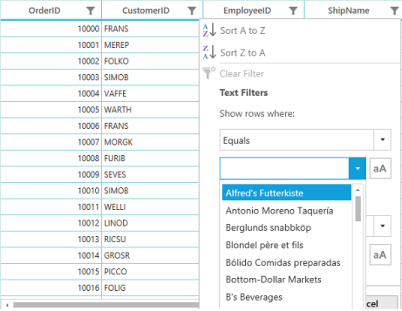 OrderID CustomerID EmployeeID ShipName
10000 FRANS
10001 MEREP
10002 FOLKO
10003 SIMOB
10004 VAFFE
10005 WARTH
10006 FRANS
10007 MORGK
10008 FURIB
10009 SEVES
10010 SIMOB
10011 WELLI
10012 LINOD
10013 RICSU
10014 GROSR
10015 PICCO
10016 FOLIG
Sort A to Z
Sort Z to A
Clear Filter
Text Filters
Show rows where:
Equals
aA
Alfred's Futterkiste
Antonio Moreno Taquería
Berglunds snabbköp
Blondel père et fils
Bólido Comidas preparadas
Bottom-Dollar Markets
B's Beverages
aA
cel